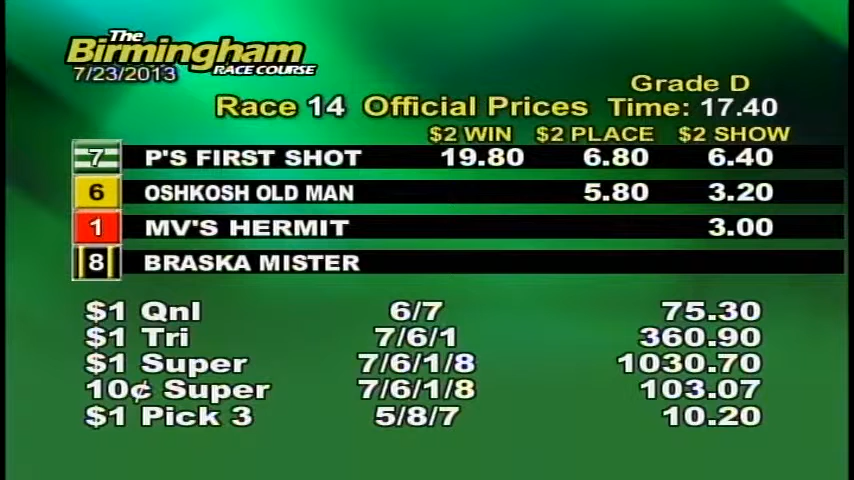 The
Birmingham
RACE COURSE
7/23/2013
Grade D
Race 14 Official Prices Time: 17.40
$2 WIN $2 PLACE $2 SHOW
7 P'S FIRST SHOT 19.80 6.80 6.40
6 OSHKOSH OLD MAN 5.80 3.20
1 MV'S HERMIT 3.00
8 BRASKA MISTER
$1 Qnl 6/7 75.30
$1 Tri 7/6/1 360.90
$1 Super 7/6/1/8 1030.70
10¢ Super 7/6/1/8 103.07
$1 Pick 3 5/8/7 10.20